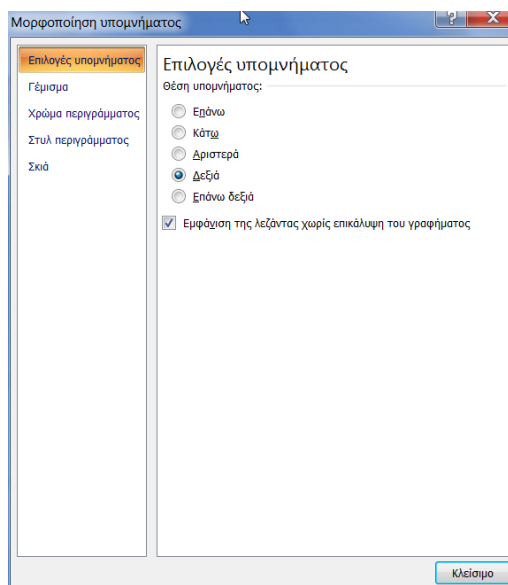 Μορφοποίηση υπομνήματος
Επιλογές υπομνήματος
Γέμισμα
Χρώμα περιγράμματος
Στυλ περιγράμματος
Σκιά
Επιλογές υπομνήματος
Θέση υπομνήματος:
Επάνω
Κάτω
Αριστερά
Δεξιά
Επάνω δεξιά
Εμφάνιση της λεζάντας χωρίς επικάλυψη του γραφήματος
Κλείσιμο